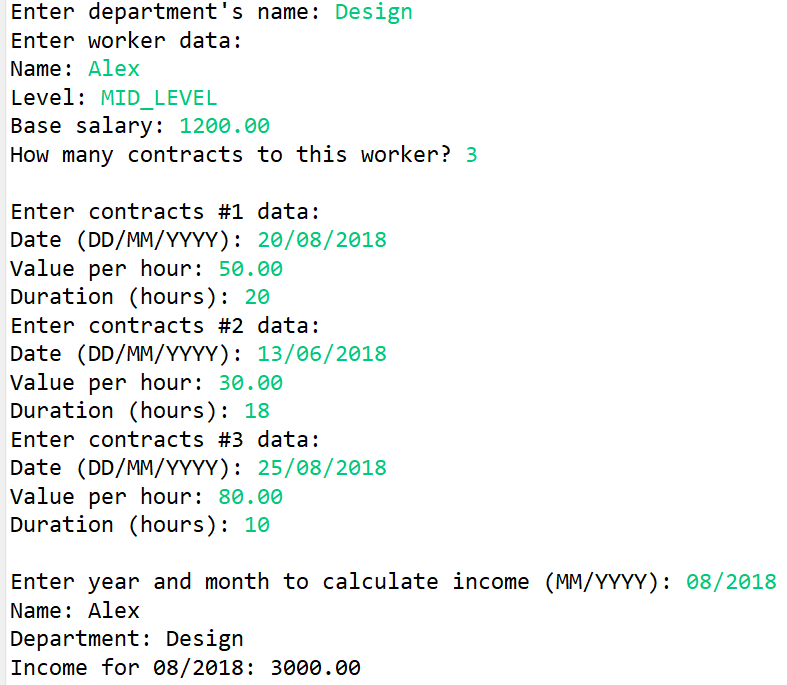 Enter department's name: Design
Enter worker data:
Name: Alex
Level: MID_LEVEL
Base salary: 1200.00
How many contracts to this worker? 3
Enter contracts #1 data:
Date (DD/MM/YYYY): 20/08/2018
Value per hour: 50.00
Duration (hours): 20
Enter contracts #2 data:
Date (DD/MM/YYYY): 13/06/2018
Value per hour: 30.00
Duration (hours): 18
Enter contracts #3 data:
Date (DD/MM/YYYY): 25/08/2018
Value per hour: 80.00
Duration (hours): 10
Enter year and month to calculate income (MM/YYYY): 08/2018
Name: Alex
Department: Design
Income for 08/2018: 3000.00